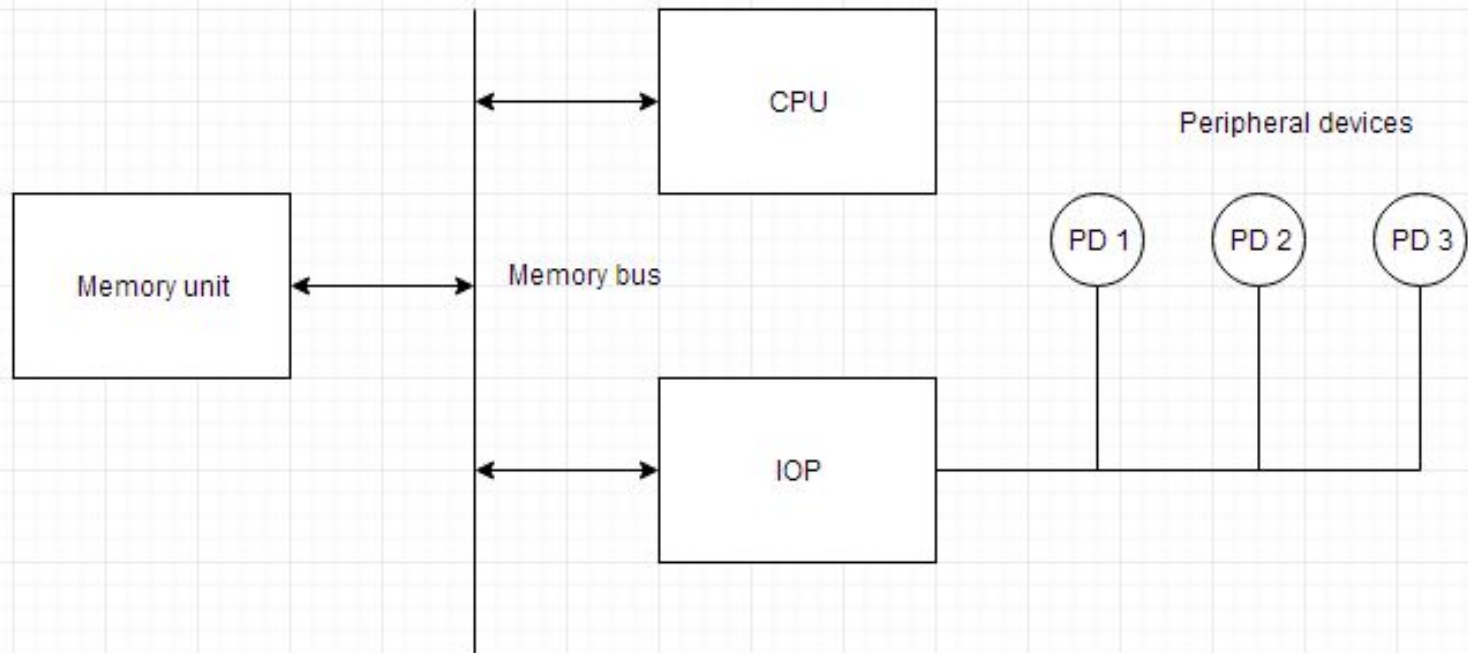 CPU
Peripheral devices
PD 1
PD 2
PD 3
Memory unit
Memory bus
IOP